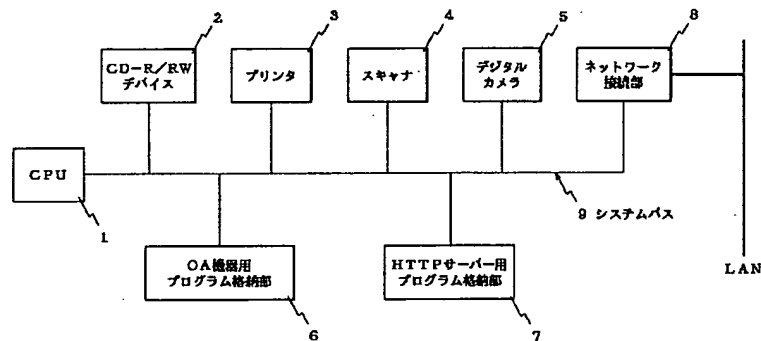 2
3
4
5
8
CD-R/RW
デバイス
プリンタ
スキャナ
デジタル
カメラ
ネットワーク
接続部
CPU
1
9 システムバス
OA機器用
プログラム格納部
6
HTTPサーバー用
プログラム格納部
7
LAN